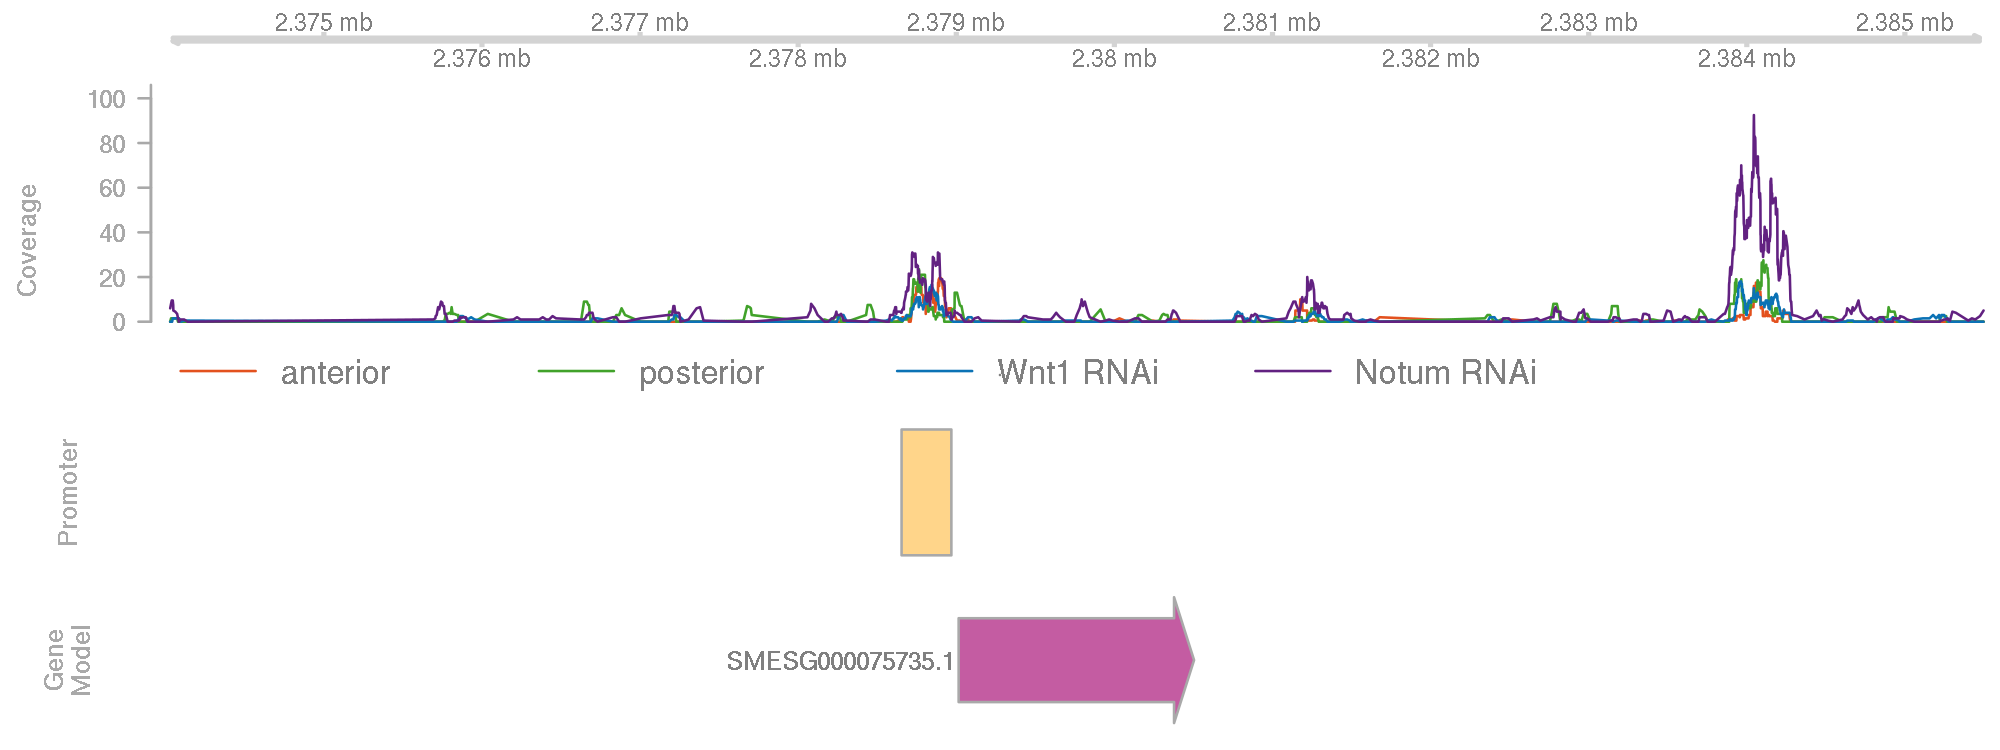 2.375 mb 2.377 mb 2.379 mb 2.381 mb 2.383 mb 2.385 mb
2.376 mb 2.378 mb 2.38 mb 2.382 mb 2.384 mb
100
80
60
40
20
0
Coverage
anterior posterior Wnt1 RNAi Notum RNAi
Promoter
Gene
Model
SMESG000075735.1